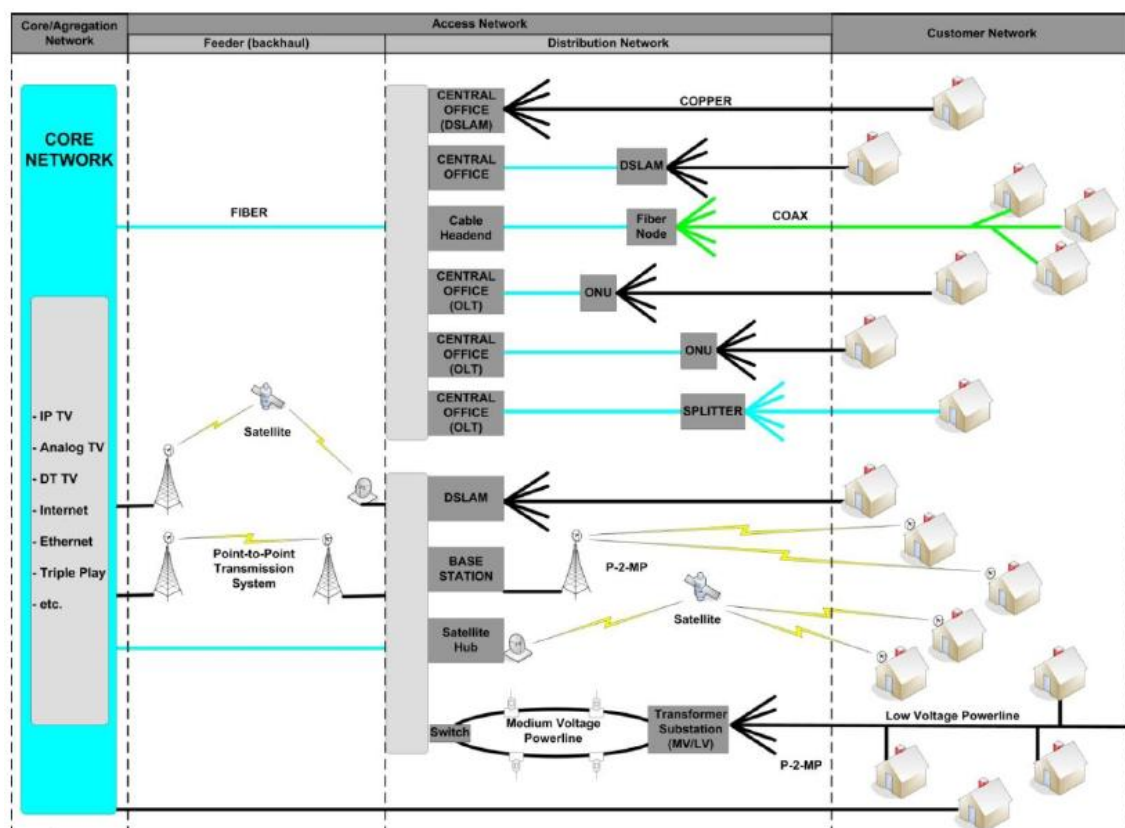 Core/Agregation
Network
Access Network
Feeder (backhaul)
Distribution Network
Customer Network
CORE
NETWORK
- IP TV
- Analog TV
- DT TV
- Internet
- Ethernet
- Triple Play
- etc.
FIBER
Satellite
Point-to-Point
Transmission
System
CENTRAL
OFFICE
(DSLAM)
COPPER
CENTRAL
OFFICE
DSLAM
Cable
Headend
Fiber
Node
COAX
CENTRAL
OFFICE
(OLT)
ONU
CENTRAL
OFFICE
(OLT)
ONU
CENTRAL
OFFICE
(OLT)
SPLITTER
DSLAM
BASE
STATION
P-2-MP
Satellite
Hub
Satellite
Switch
Medium Voltage
Powerline
Transformer
Substation
(MV/LV)
P-2-MP
Low Voltage Powerline